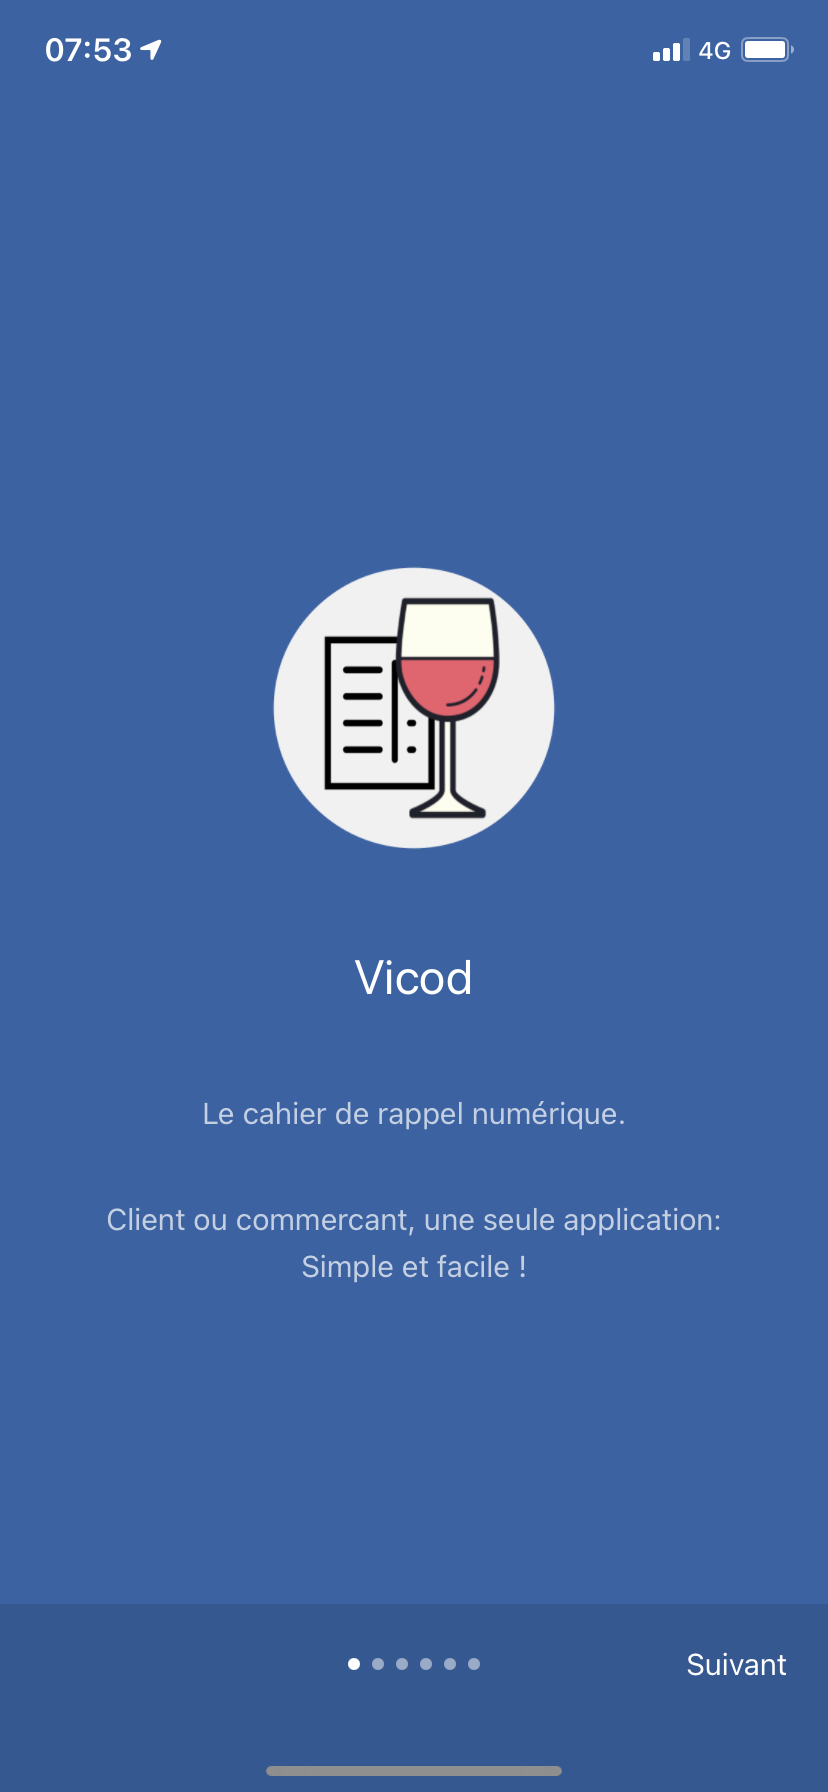 07:53
4G
Vicod
Le cahier de rappel numérique.
Client ou commercant, une seule application:
Simple et facile !
Suivant